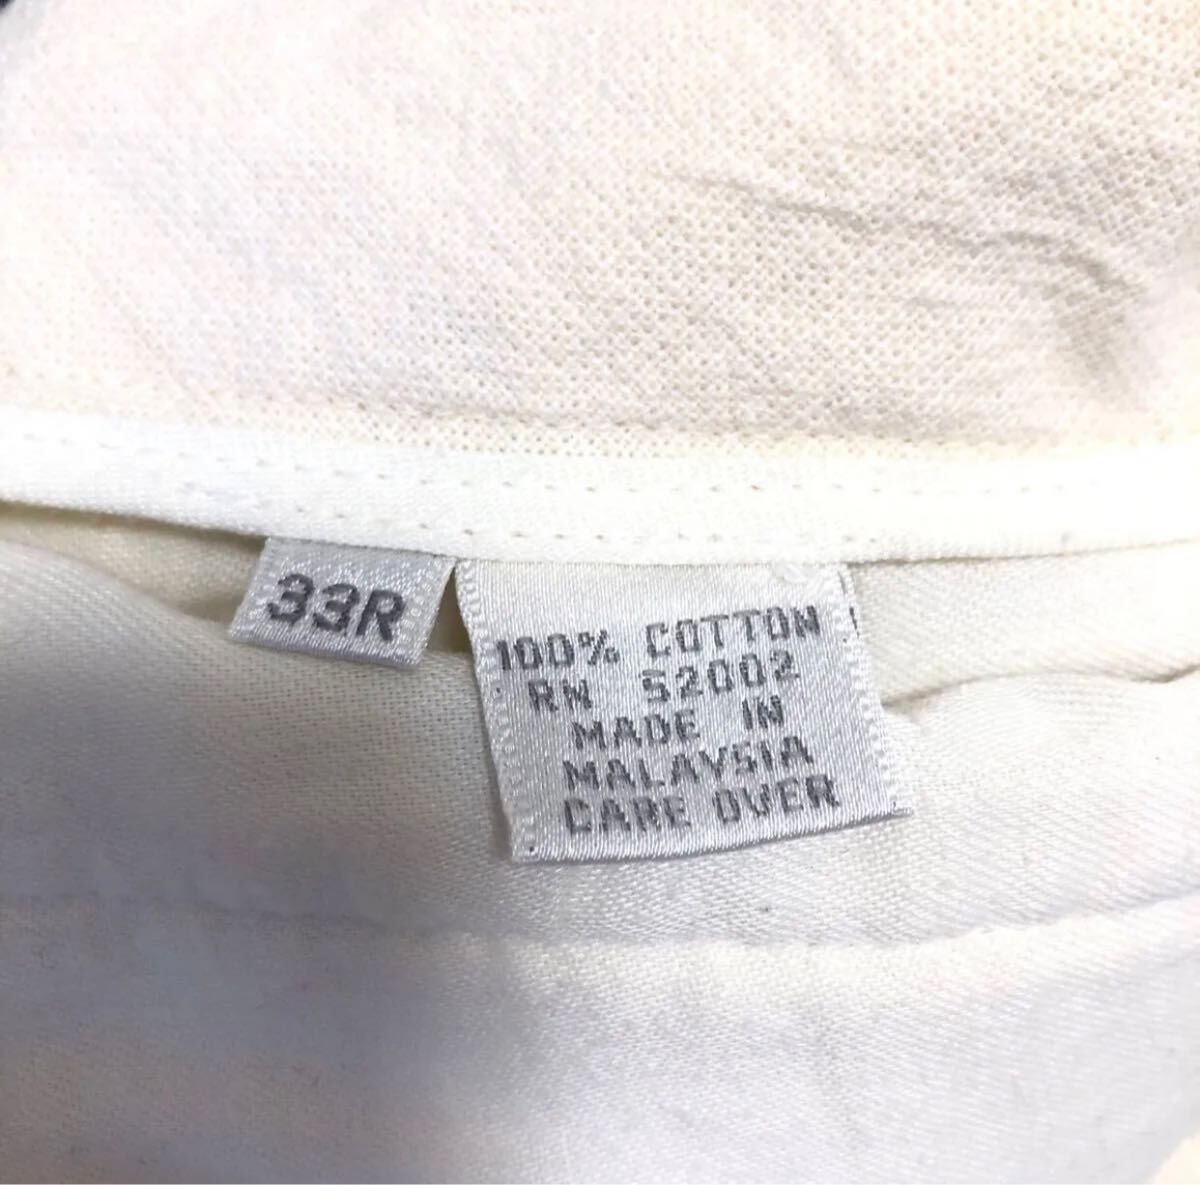 33R
100% COTTON
RN 52002
MADE IN
MALAYSIA
CARE OVER